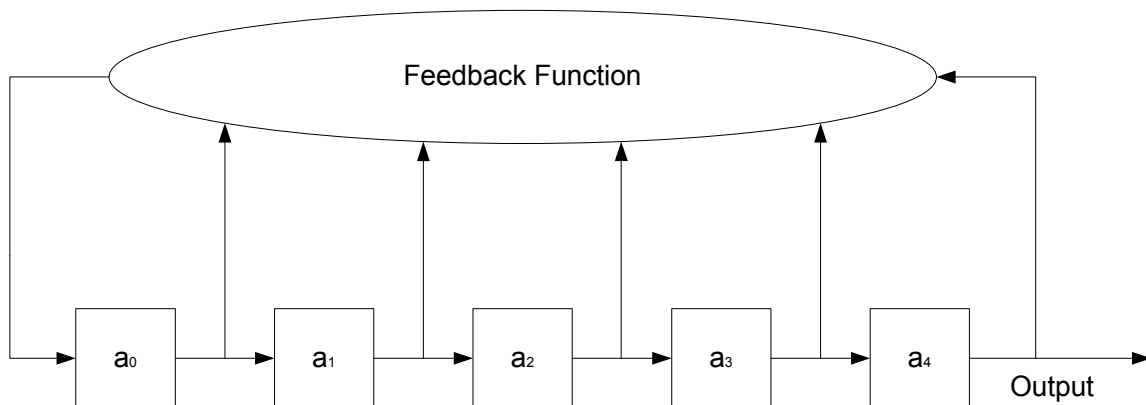 Feedback Function
a₀ a₁ a₂ a₃ a₄
Output